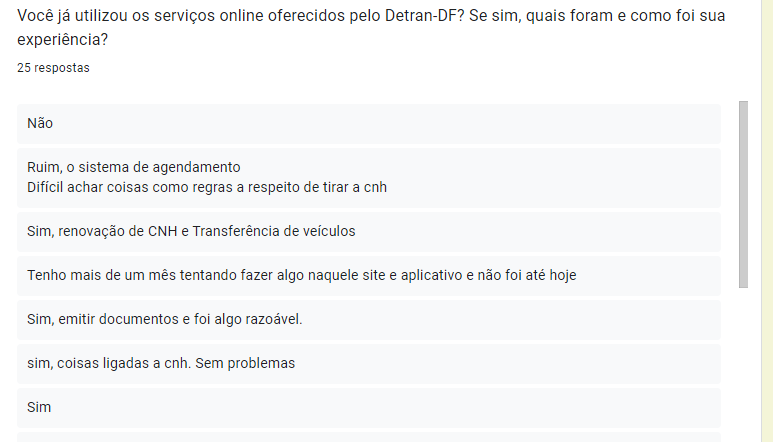 Você já utilizou os serviços online oferecidos pelo Detran-DF? Se sim, quais foram e como foi sua
experiência?
25 respostas
Não
Ruim, o sistema de agendamento
Difícil achar coisas como regras a respeito de tirar a cnh
Sim, renovação de CNH e Transferência de veículos
Tenho mais de um mês tentando fazer algo naquele site e aplicativo e não foi até hoje
Sim, emitir documentos e foi algo razoável.
sim, coisas ligadas a cnh. Sem problemas
Sim